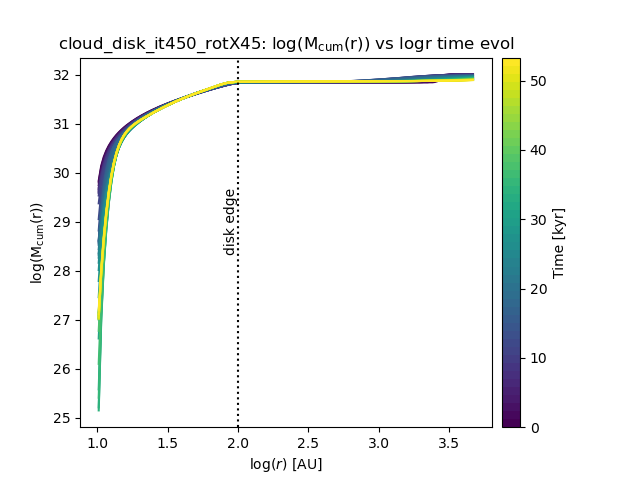 cloud_disk_it450_rotX45: log(Mcum(r)) vs logr time evol
32
31
30
29
28
27
26
25
log(Mcum(r))
disk edge
1.0 1.5 2.0 2.5 3.0 3.5
log(r) [AU]
50
40
30
20
10
0
Time [kyr]